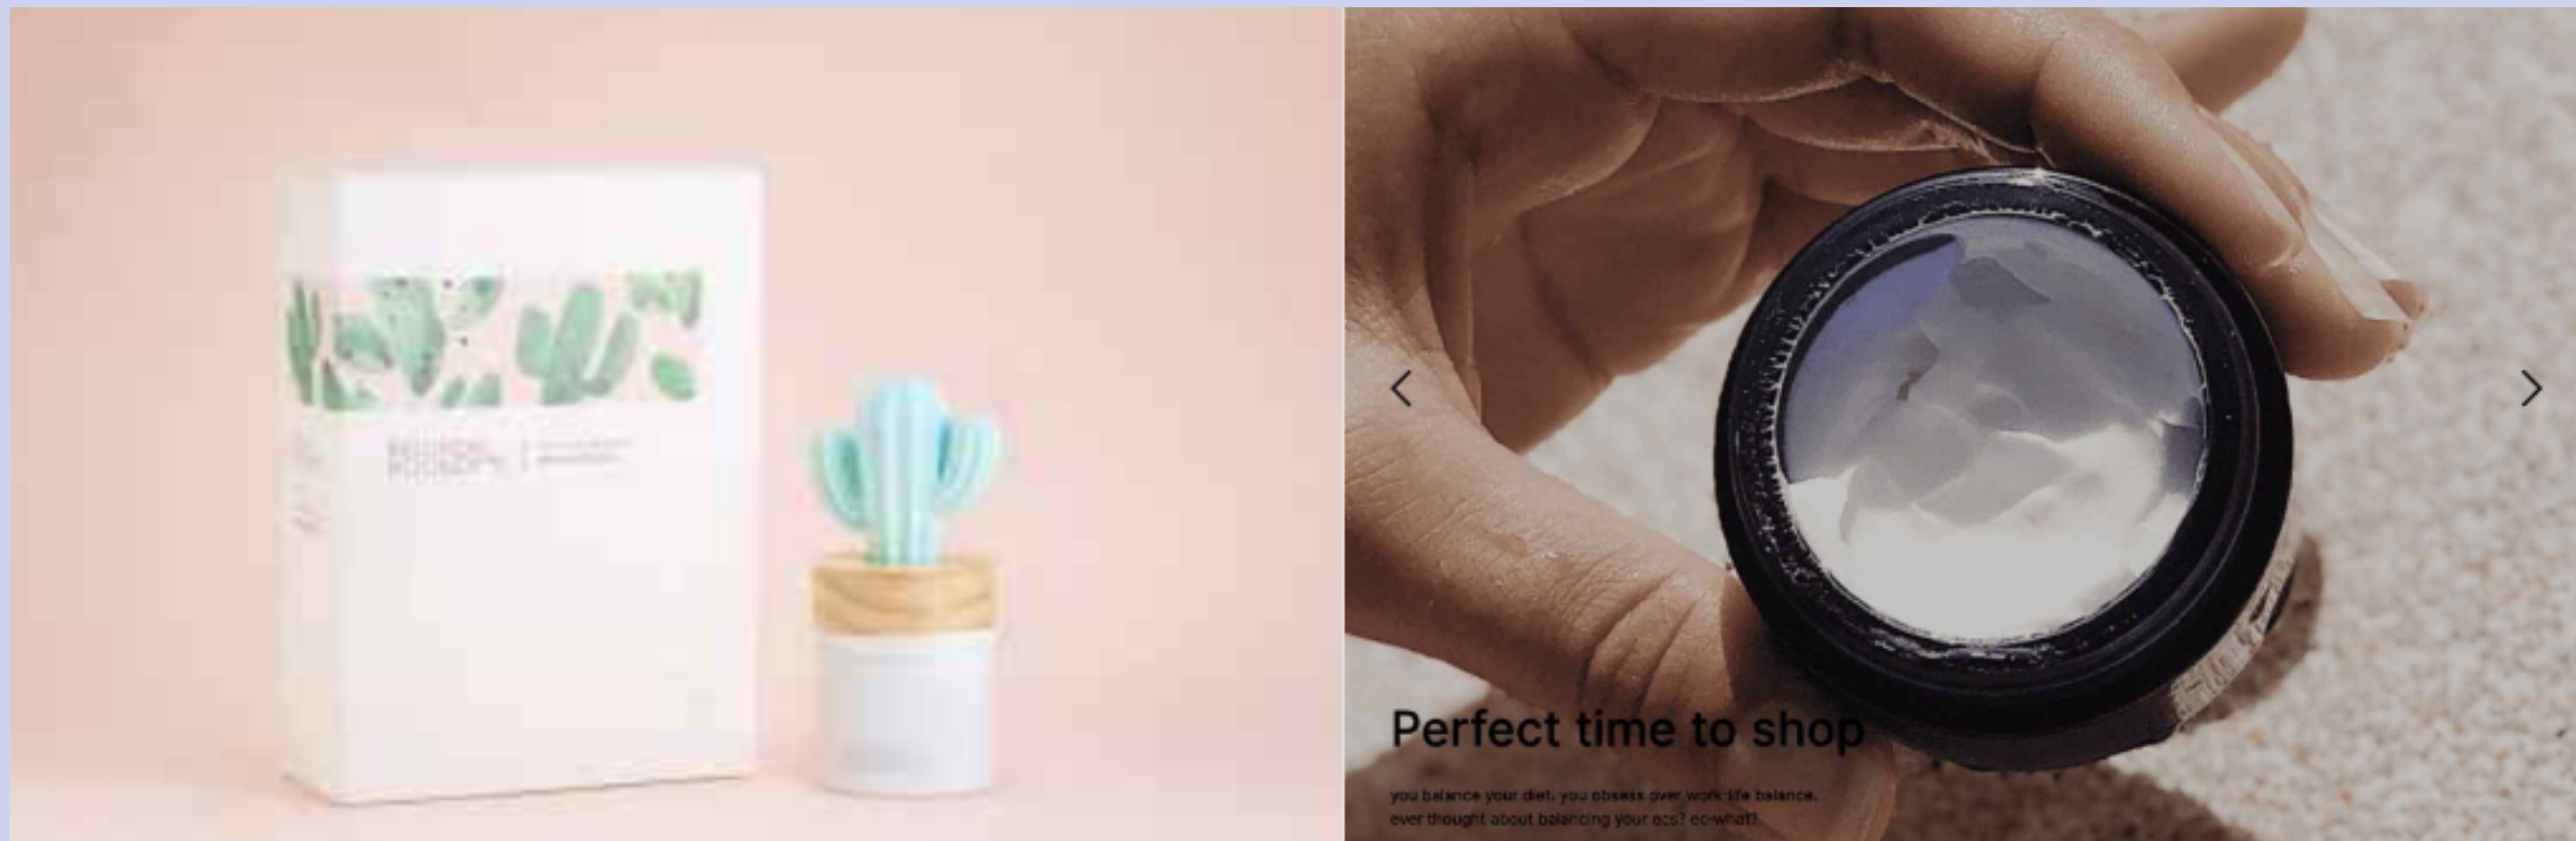 Perfect time to shop
you balance your diet. you obsess over work life balance.
ever thought about balancing your ecs? ec-what?